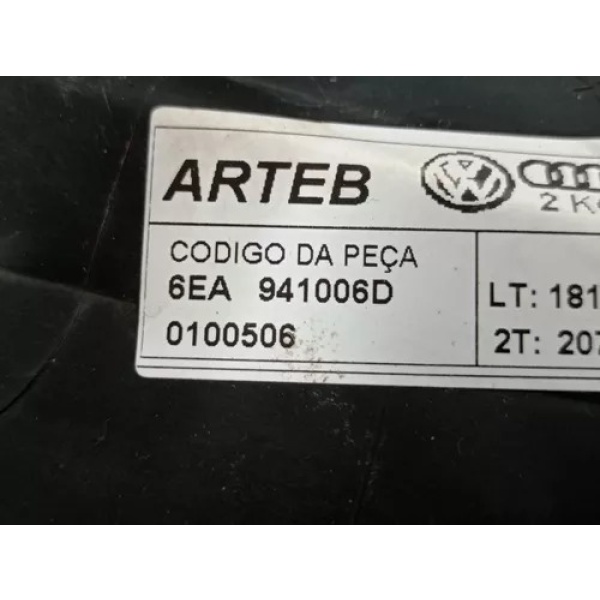 ARTEB
CODIGO DA PEÇA
6EA 941006D
LT: 181
0100506
2T: 207